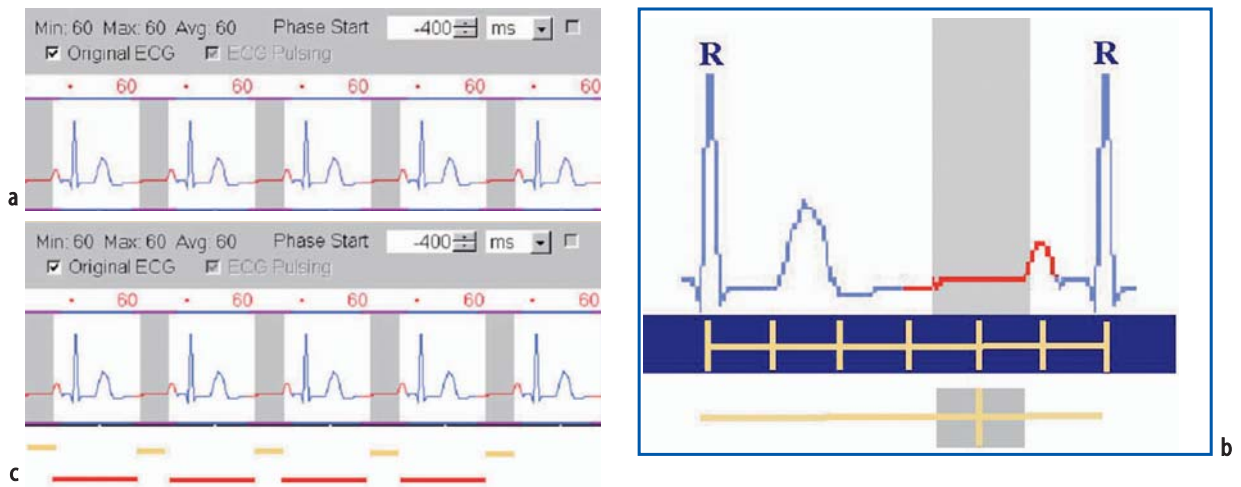 Min: 60 Max: 60 Avg: 60 Phase Start -400 ms
Original ECG ECG Pulsing
60 60 60 60 60
a
Min: 60 Max: 60 Avg: 60 Phase Start -400 ms
Original ECG ECG Pulsing
60 60 60 60 60
c
R R
b